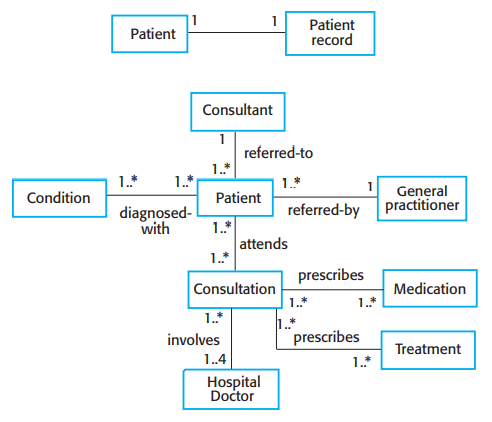 1
1
Patient
Patient
record
Consultant
1
referred-to
1..*
1..*
1..*
1..*
1
Condition
Patient
General
practitioner
diagnosed-
with
referred-by
1..*
attends
1..*
prescribes
Consultation
Medication
1..*
1..*
1..*
1..*
prescribes
involves
Treatment
1..4
1..*
Hospital
Doctor